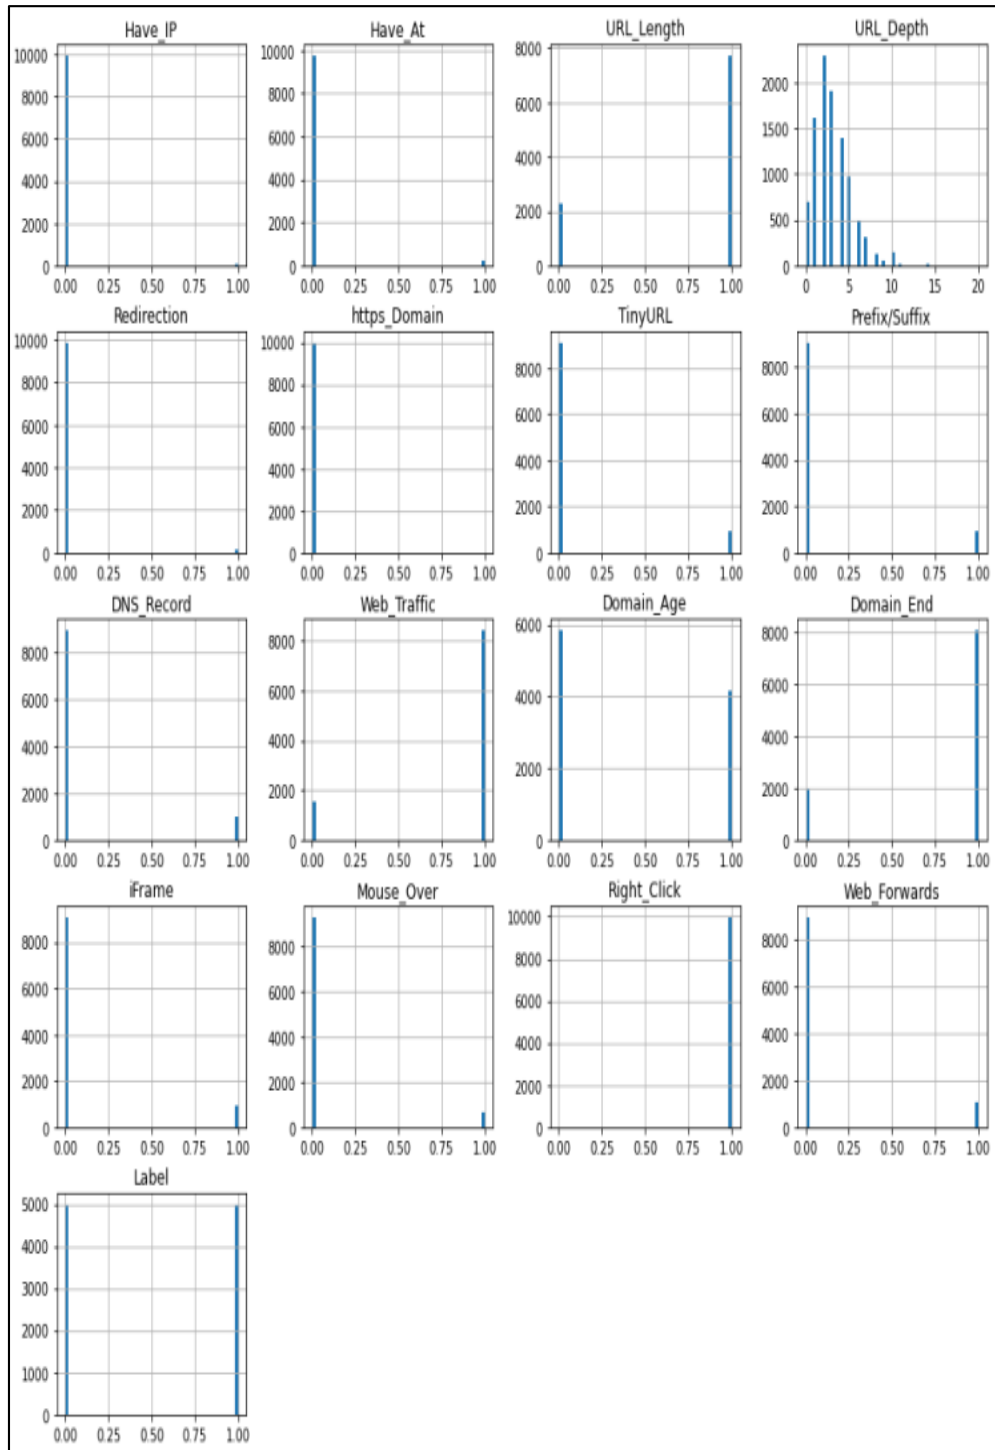 Have_IP Have_At URL_Length URL_Depth
10000 10000 8000
8000 8000 6000 2000
6000 6000 4000 1500
4000 4000 1000
2000 2000 2000 500
0 0 0 0
0.00 0.25 0.50 0.75 1.00 0.00 0.25 0.50 0.75 1.00 0.00 0.25 0.50 0.75 1.00 0 5 10 15 20
Redirection https_Domain TinyURL Prefix/Suffix
10000 10000
8000 8000 8000 8000
6000 6000 6000 6000
4000 4000 4000 4000
2000 2000 2000 2000
0 0 0 0
0.00 0.25 0.50 0.75 1.00 0.00 0.25 0.50 0.75 1.00 0.00 0.25 0.50 0.75 1.00 0.00 0.25 0.50 0.75 1.00
DNS_Record Web_Traffic Domain_Age Domain_End
8000 8000 6000 8000
6000 6000 6000
4000 4000 4000 4000
2000 2000 2000 2000
0 0 0 0
0.00 0.25 0.50 0.75 1.00 0.00 0.25 0.50 0.75 1.00 0.00 0.25 0.50 0.75 1.00 0.00 0.25 0.50 0.75 1.00
iFrame Mouse_Over Right_Click Web_Forwards
10000
8000 8000 8000 8000
6000 6000 6000 6000
4000 4000 4000 4000
2000 2000 2000 2000
0 0 0 0
0.00 0.25 0.50 0.75 1.00 0.00 0.25 0.50 0.75 1.00 0.00 0.25 0.50 0.75 1.00 0.00 0.25 0.50 0.75 1.00
Label
5000
4000
3000
2000
1000
0
0.00 0.25 0.50 0.75 1.00